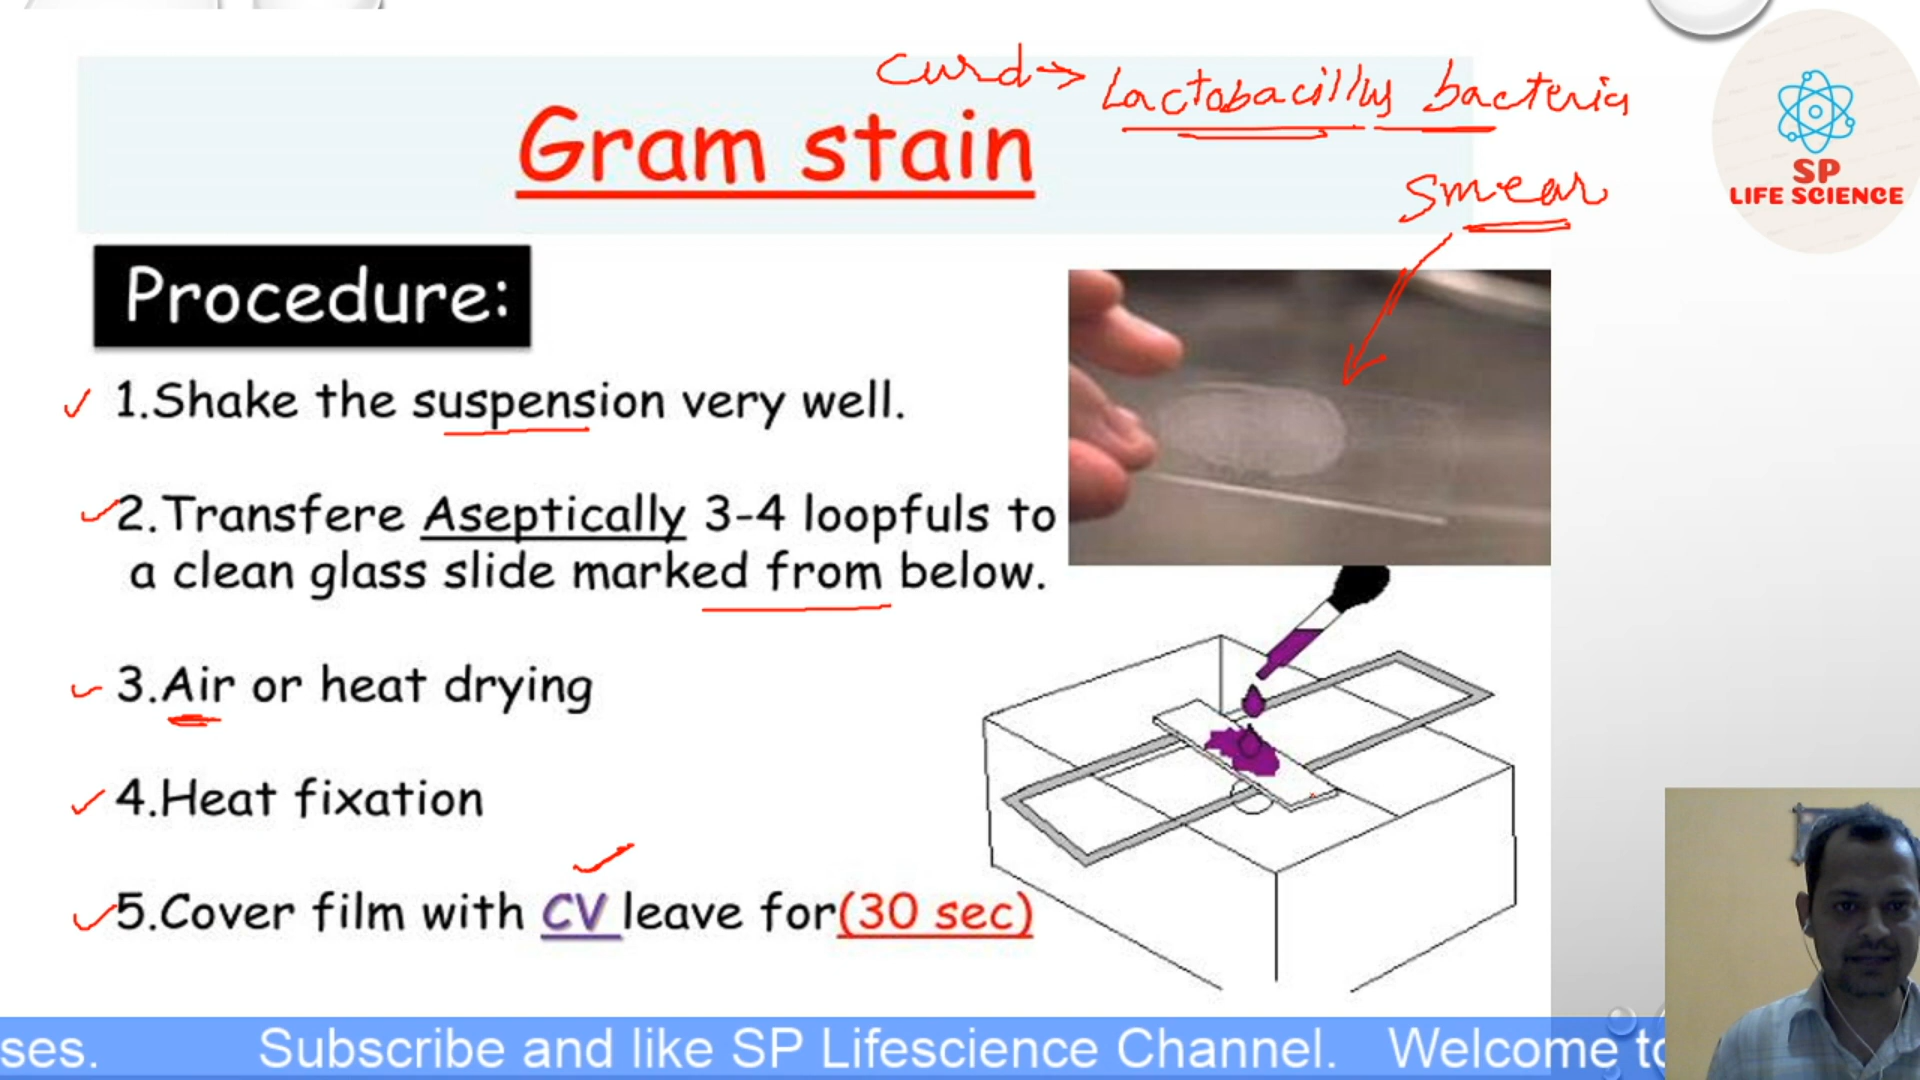 curd → Lactobacillus bacteria
Gram stain
smear
SP
LIFE SCIENCE
Procedure:
1.Shake the suspension very well.
2.Transfere Aseptically 3-4 loopfuls to
a clean glass slide marked from below.
3.Air or heat drying
4.Heat fixation
5.Cover film with CV leave for(30 sec)
ses. Subscribe and like SP Lifescience Channel. Welcome to